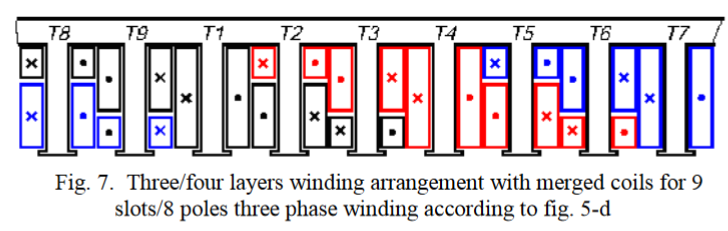 T8 T9 T1 T2 T3 T4 T5 T6 T7
Fig. 7. Three/four layers winding arrangement with merged coils for 9
slots/8 poles three phase winding according to fig. 5-d